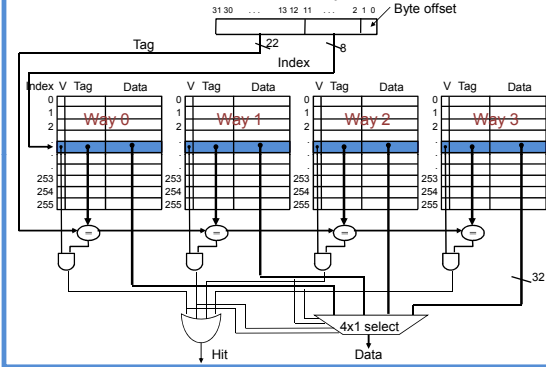 31 30 . . . 13 12 11 . . . 2 1 0
Byte offset
22
8
Tag
Index
Index V Tag Data V Tag Data V Tag Data V Tag Data
0 0 0 0
1 1 1 1
2 2 2 2
Way 0 Way 1 Way 2 Way 3
. . . .
. . . .
. . . .
253 253 253 253
254 254 254 254
255 255 255 255
= = = =
32
4x1 select
Hit
Data